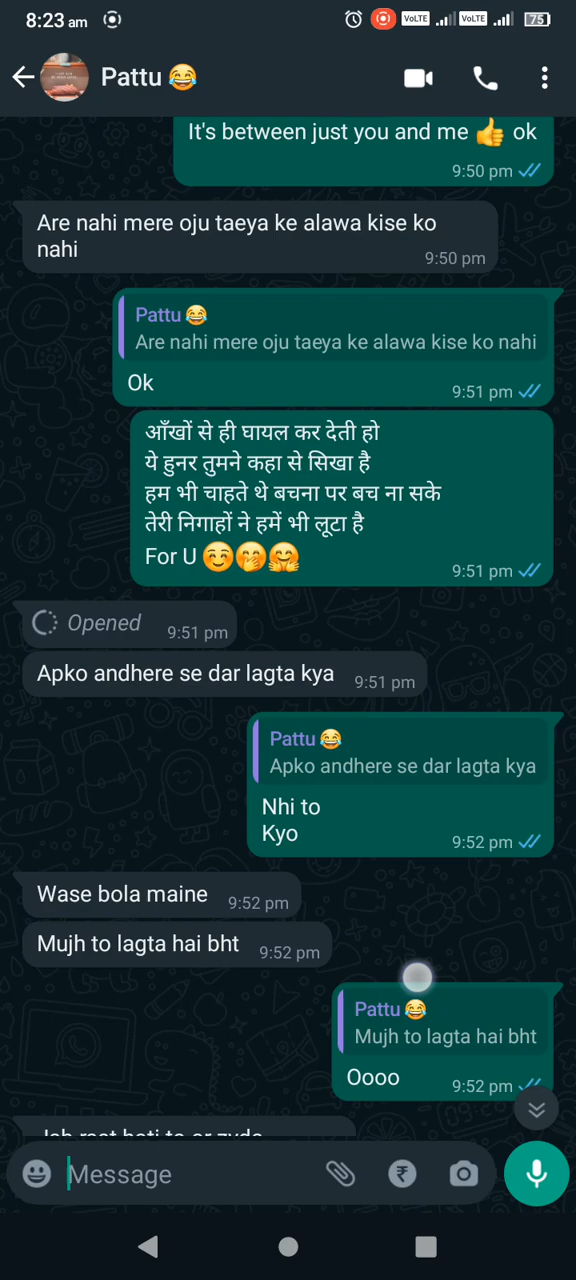 8:23 am
VoLTE
VoLTE
75
Pattu 😂
It's between just you and me 👍 ok
9:50 pm
Are nahi mere oju taeya ke alawa kise ko
nahi
9:50 pm
Pattu 😂
Are nahi mere oju taeya ke alawa kise ko nahi
Ok
9:51 pm
आँखों से ही घायल कर देती हो
ये हुनर तुमने कहा से सिखा है
हम भी चाहते थे बचना पर बच ना सके
तेरी निगाहों ने हमें भी लूटा है
For U ☺️🤭🤗
9:51 pm
Opened
9:51 pm
Apko andhere se dar lagta kya
9:51 pm
Pattu 😂
Apko andhere se dar lagta kya
Nhi to
Kyo
9:52 pm
Wase bola maine
9:52 pm
Mujh to lagta hai bht
9:52 pm
Pattu 😂
Mujh to lagta hai bht
Oooo
9:52 pm
Message